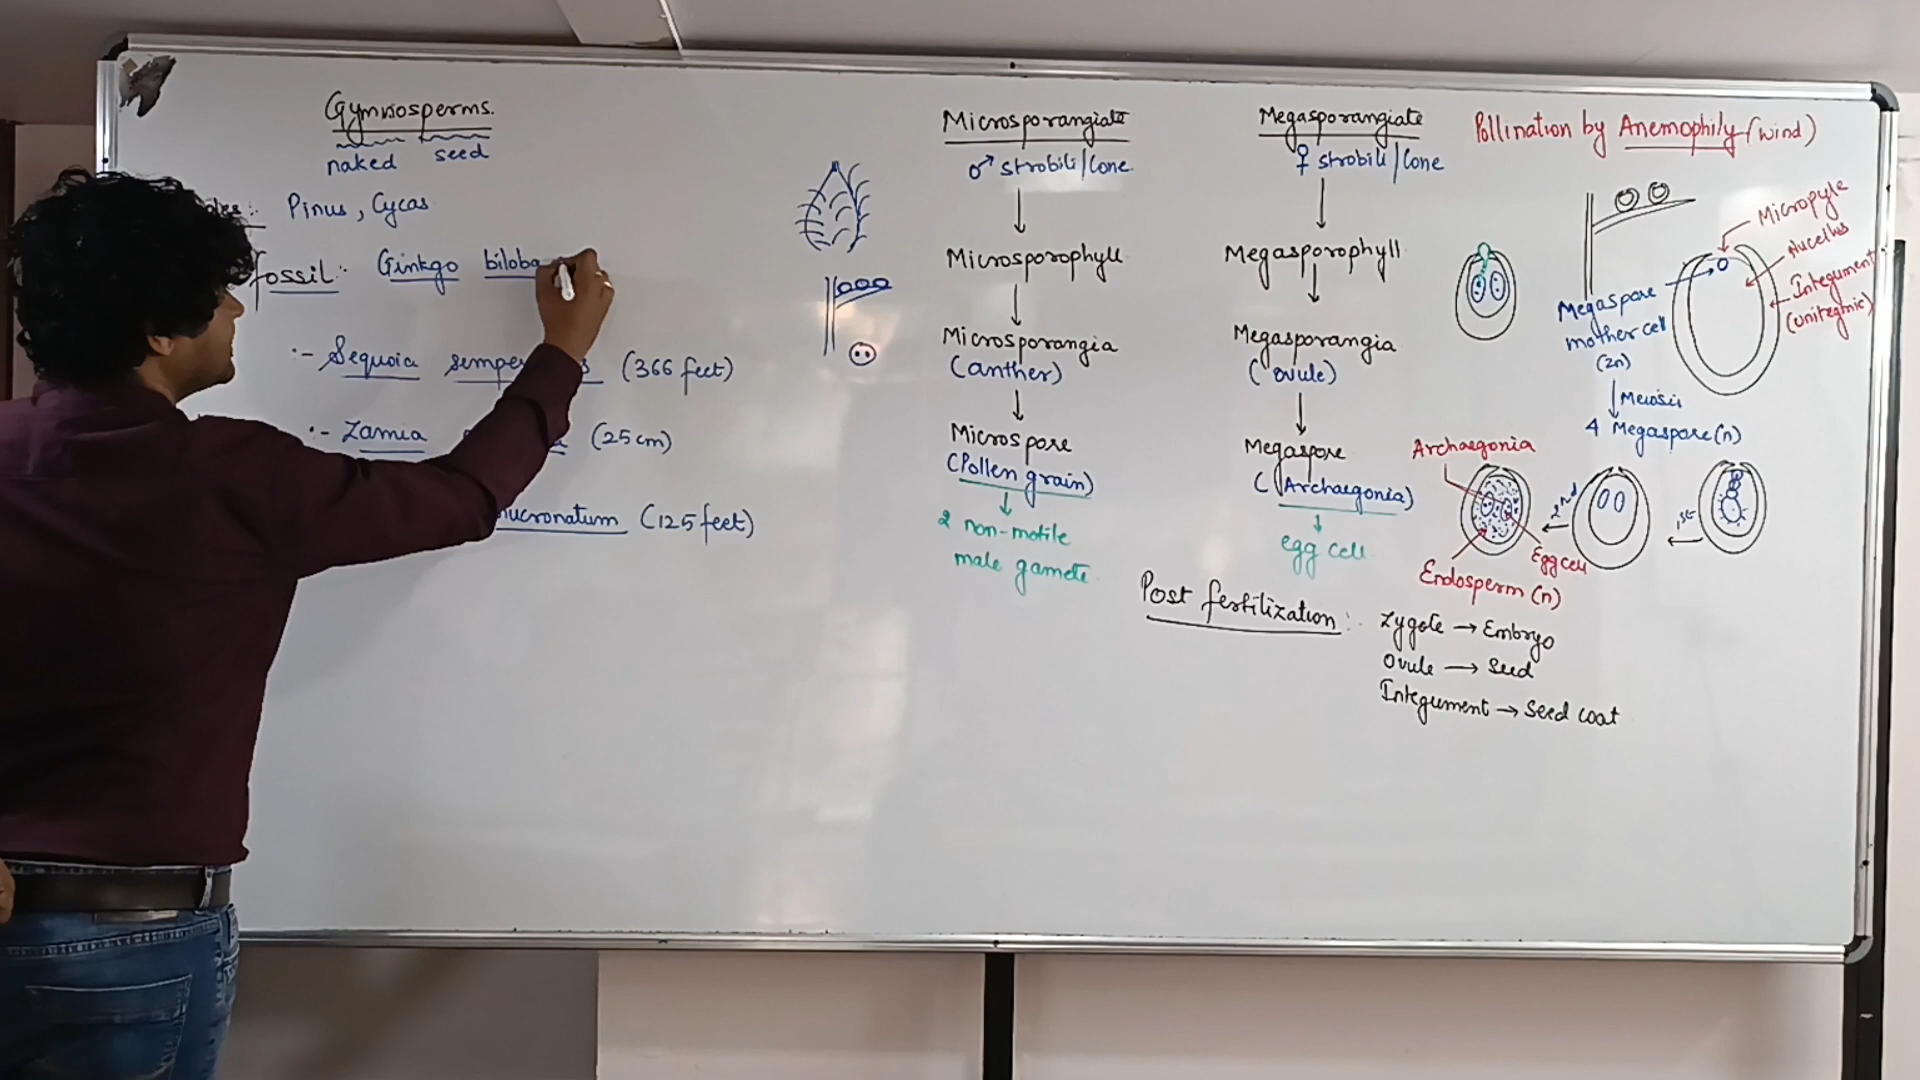 Gymnosperms.
naked seed
Pinus, Cycas
fossil :- Ginkgo biloba
:- Sequoia (366 feet)
:- Zamia (25cm)
mucronatum (125 feet)
Microsporangiate
♂ strobili/Cone
Microsporophyll
Microsporangia
(anther)
Microspore
(Pollen grain)
2 non-motile
male gamete
Megasporangiate
♀ strobili/Cone
Megasporophyll
Megasporangia
(ovule)
Megaspore
(Archaegonia)
egg cell
Pollination by Anemophily (wind)
Micropyle
Nucellus
Integument
(Unitegmic)
Megaspore
mother cell
(2n)
Meiosis
4 Megaspore (n)
Archaegonia
2nd
1st
Egg cell
Endosperm (n)
Post fertilization :- Zygote → Embryo
Ovule → Seed
Integument → Seed coat